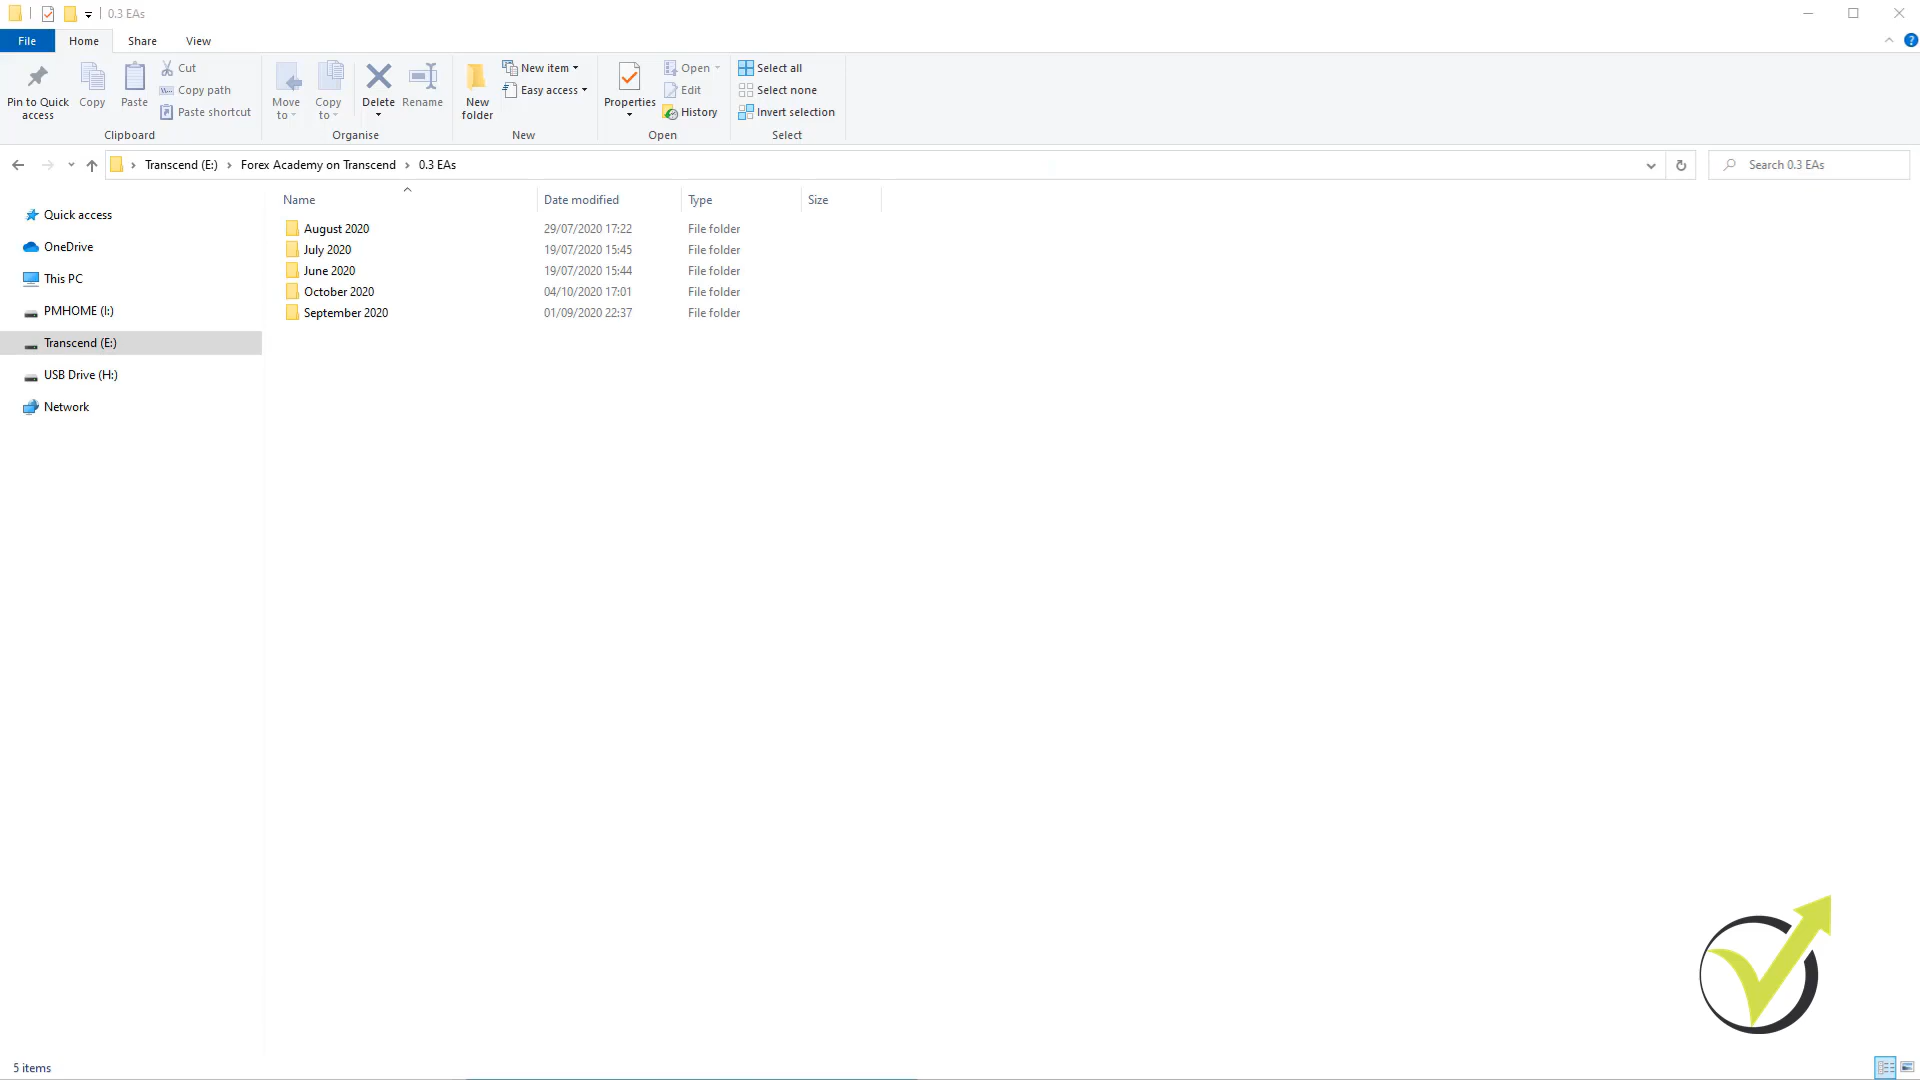 0.3 EAs
File Home Share View
Pin to Quick access
Copy
Paste
Cut
Copy path
Paste shortcut
Clipboard
Move to
Copy to
Delete
Rename
Organise
New folder
New item
Easy access
New
Properties
Open
Edit
History
Open
Select all
Select none
Invert selection
Select
Transcend (E:) > Forex Academy on Transcend > 0.3 EAs
Search 0.3 EAs
Quick access
OneDrive
This PC
PMHOME (I:)
Transcend (E:)
USB Drive (H:)
Network
Name Date modified Type Size
August 2020 29/07/2020 17:22 File folder
July 2020 19/07/2020 15:45 File folder
June 2020 19/07/2020 15:44 File folder
October 2020 04/10/2020 17:01 File folder
September 2020 01/09/2020 22:37 File folder
5 items